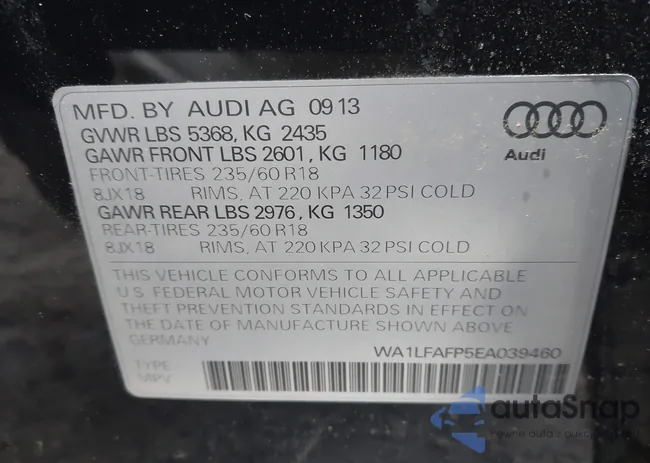 MFD. BY AUDI AG 09 13
GVWR LBS 5368, KG 2435
GAWR FRONT LBS 2601, KG 1180
FRONT-TIRES 235/60 R18
8JX18 RIMS, AT 220 KPA 32 PSI COLD
GAWR REAR LBS 2976, KG 1350
REAR-TIRES 235/60 R18
8JX18 RIMS, AT 220 KPA 32 PSI COLD
Audi
THIS VEHICLE CONFORMS TO ALL APPLICABLE
U.S. FEDERAL MOTOR VEHICLE SAFETY AND
THEFT PREVENTION STANDARDS IN EFFECT ON
THE DATE OF MANUFACTURE SHOWN ABOVE
GERMANY
WA1LFAFP5EA039460
TYPE
MPV
autaSnap
Pewne auta z aukcji